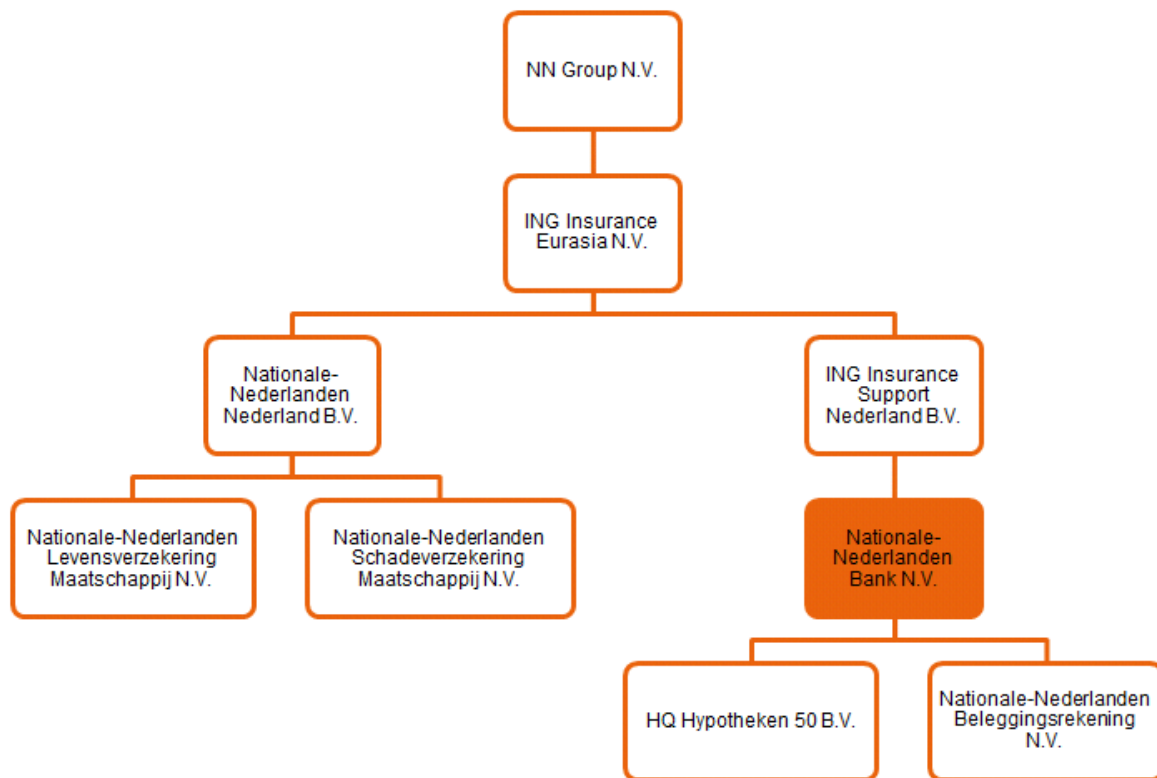 NN Group N.V.
ING Insurance
Eurasia N.V.
Nationale-
Nederlanden
Nederland B.V.
ING Insurance
Support
Nederland B.V.
Nationale-Nederlanden
Levensverzekering
Maatschappij N.V.
Nationale-Nederlanden
Schadeverzekering
Maatschappij N.V.
Nationale-
Nederlanden
Bank N.V.
HQ Hypotheken 50 B.V.
Nationale-Nederlanden
Beleggingsrekening
N.V.